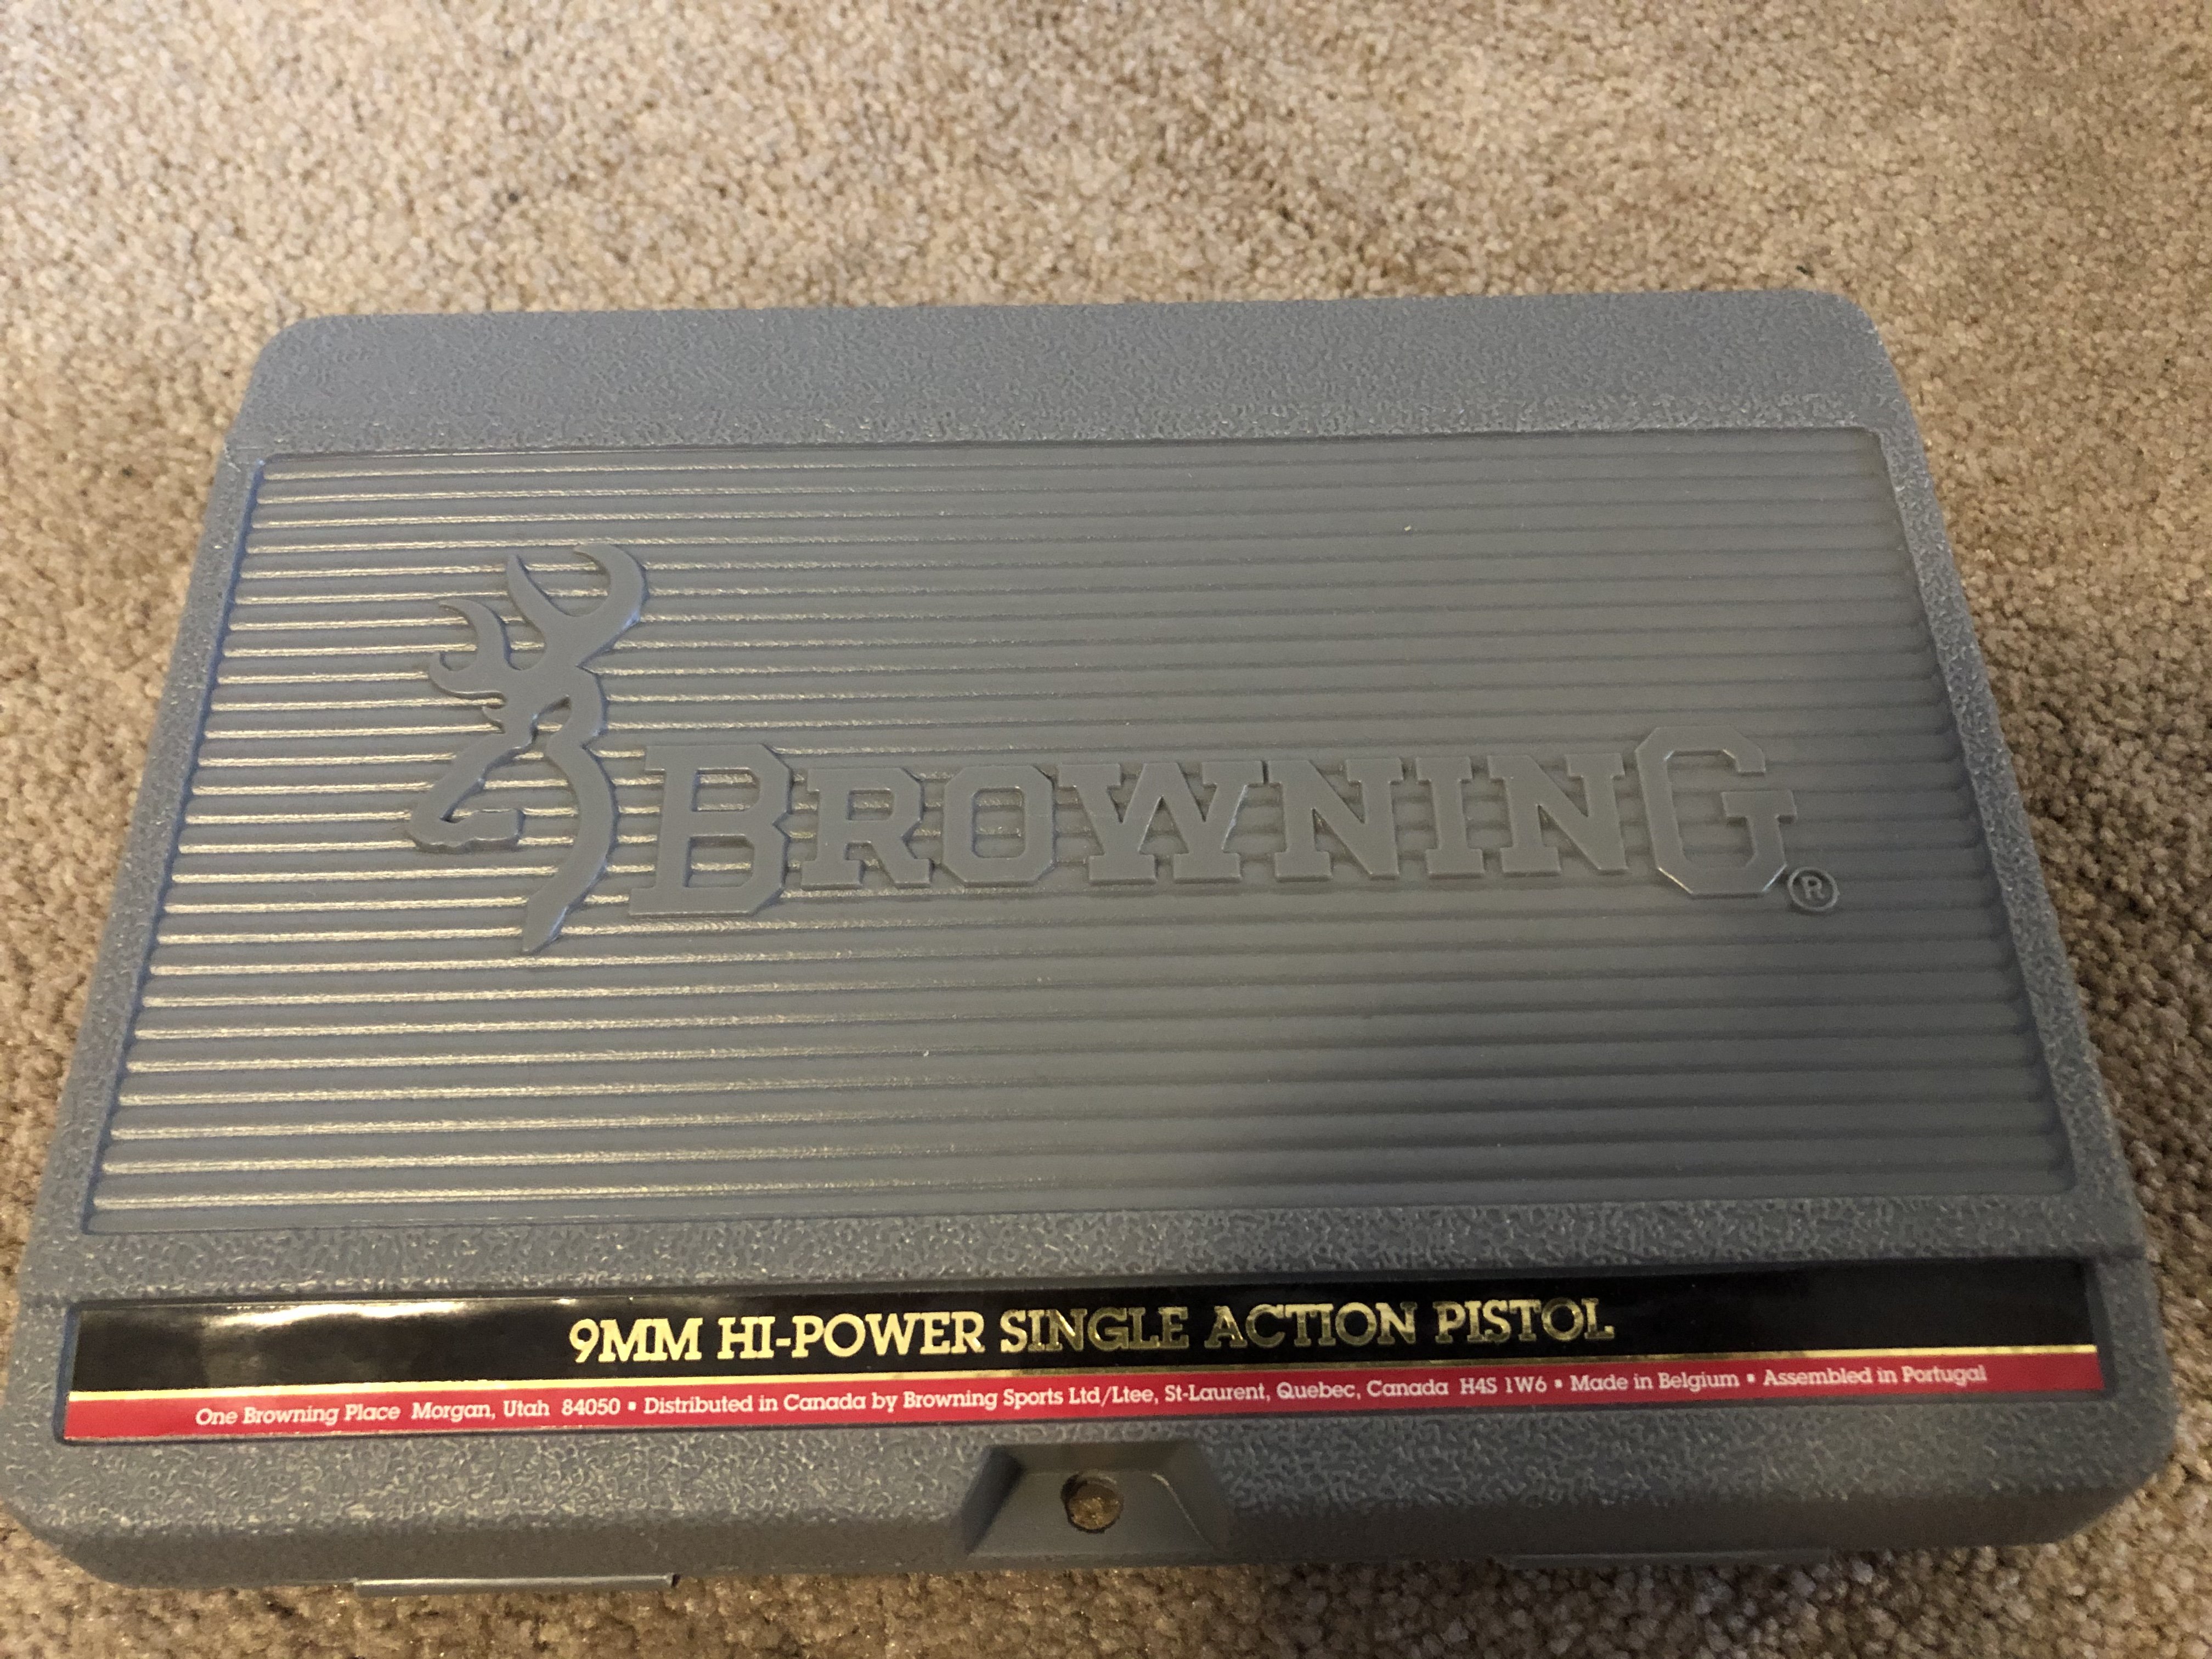 BROWNING®
9MM HI-POWER SINGLE ACTION PISTOL
One Browning Place Morgan, Utah 84050 ▪ Distributed in Canada by Browning Sports Ltd/Ltee, St-Laurent, Quebec, Canada H4S 1W6 ▪ Made in Belgium ▪ Assembled in Portugal